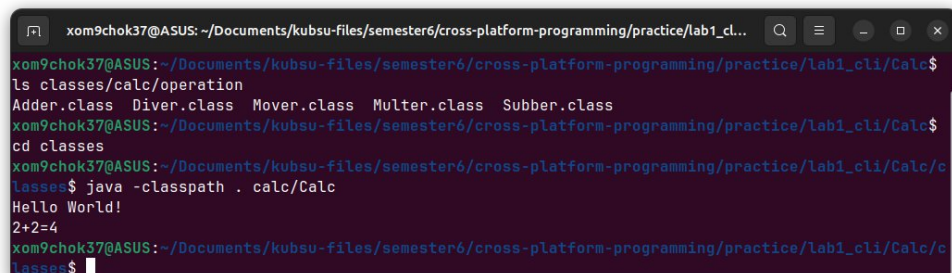 xom9chok37@ASUS: ~/Documents/kubsu-files/semester6/cross-platform-programming/practice/lab1_cl...
xom9chok37@ASUS:~/Documents/kubsu-files/semester6/cross-platform-programming/practice/lab1_cli/Calc$
ls classes/calc/operation
Adder.class  Diver.class  Mover.class  Multer.class  Subber.class
xom9chok37@ASUS:~/Documents/kubsu-files/semester6/cross-platform-programming/practice/lab1_cli/Calc$
cd classes
xom9chok37@ASUS:~/Documents/kubsu-files/semester6/cross-platform-programming/practice/lab1_cli/Calc/c
lasses$ java -classpath . calc/Calc
Hello World!
2+2=4
xom9chok37@ASUS:~/Documents/kubsu-files/semester6/cross-platform-programming/practice/lab1_cli/Calc/c
lasses$